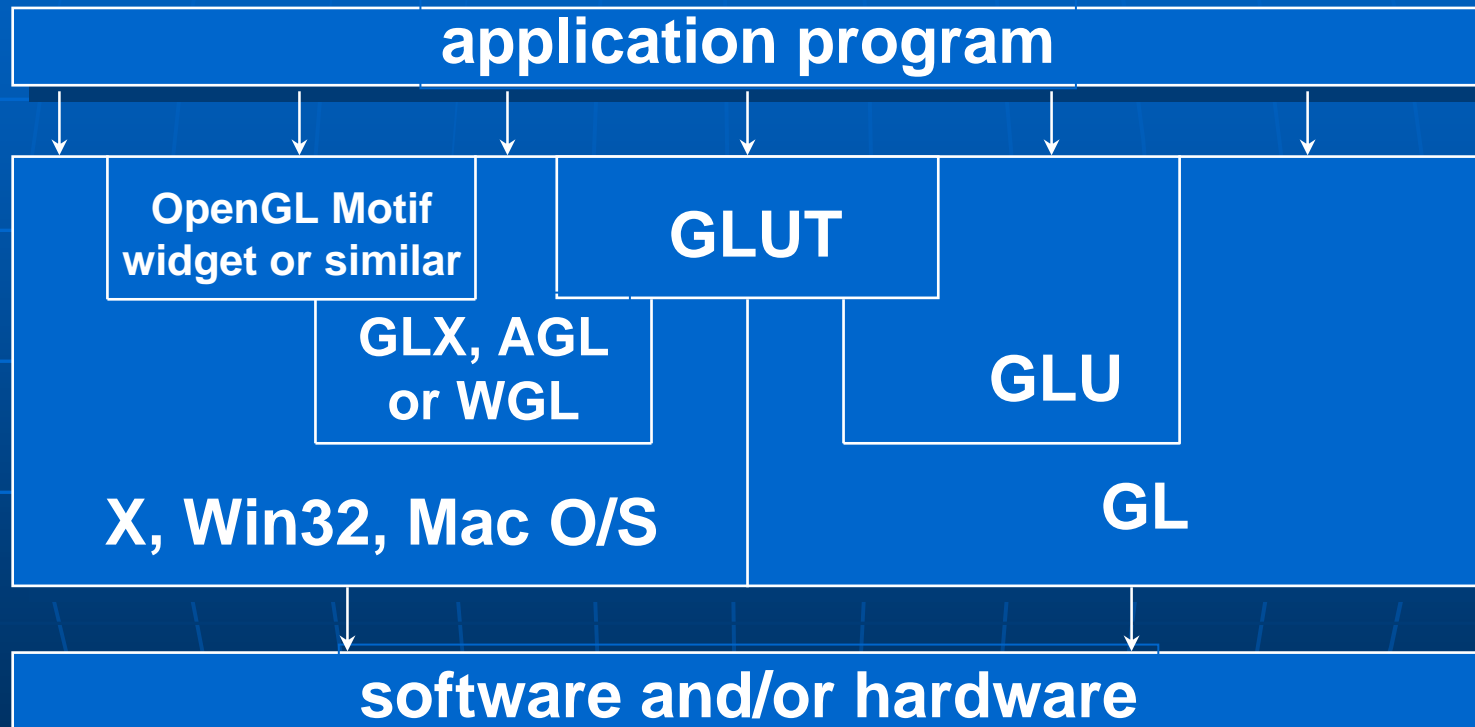 application program
OpenGL Motif
widget or similar
GLUT
GLX, AGL
or WGL
GLU
X, Win32, Mac O/S
GL
software and/or hardware